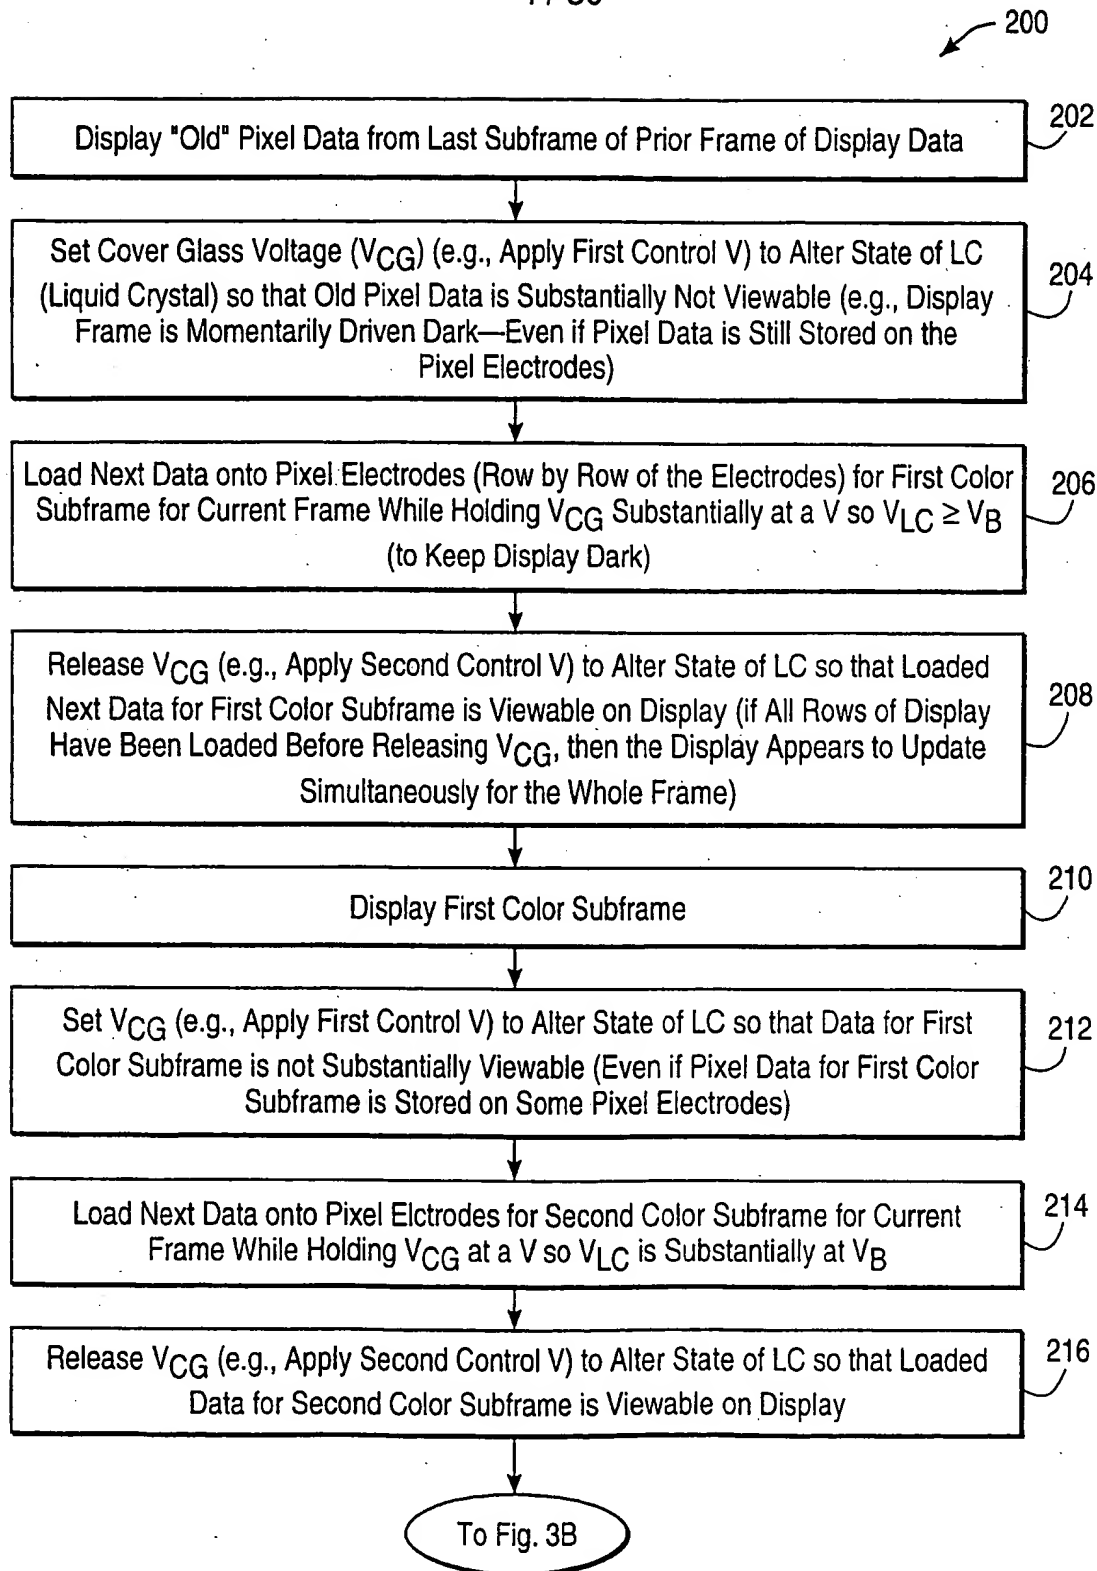 200
Display "Old" Pixel Data from Last Subframe of Prior Frame of Display Data
202
Set Cover Glass Voltage (VCG) (e.g., Apply First Control V) to Alter State of LC
(Liquid Crystal) so that Old Pixel Data is Substantially Not Viewable (e.g., Display
Frame is Momentarily Driven Dark—Even if Pixel Data is Still Stored on the
Pixel Electrodes)
204
Load Next Data onto Pixel Electrodes (Row by Row of the Electrodes) for First Color
Subframe for Current Frame While Holding VCG Substantially at a V so VLC ≥ VB
(to Keep Display Dark)
206
Release VCG (e.g., Apply Second Control V) to Alter State of LC so that Loaded
Next Data for First Color Subframe is Viewable on Display (if All Rows of Display
Have Been Loaded Before Releasing VCG, then the Display Appears to Update
Simultaneously for the Whole Frame)
208
Display First Color Subframe
210
Set VCG (e.g., Apply First Control V) to Alter State of LC so that Data for First
Color Subframe is not Substantially Viewable (Even if Pixel Data for First Color
Subframe is Stored on Some Pixel Electrodes)
212
Load Next Data onto Pixel Elctrodes for Second Color Subframe for Current
Frame While Holding VCG at a V so VLC is Substantially at VB
214
Release VCG (e.g., Apply Second Control V) to Alter State of LC so that Loaded
Data for Second Color Subframe is Viewable on Display
216
To Fig. 3B